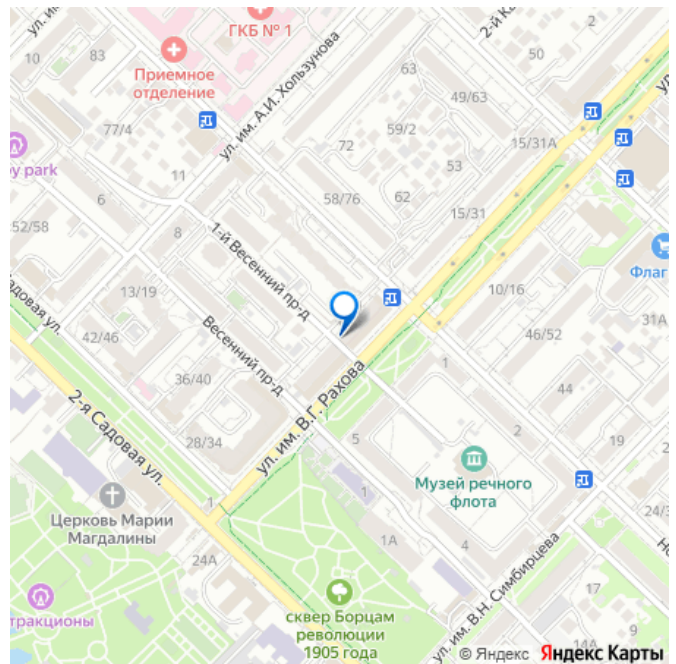 ГКБ № 1
2-й Ка
2
50
Приемное
отделение
ул. им. А.И. Хользунова
63
49/63
10
77/4
59/2
15/31А
72
53
y park
11
6
58/76
62
15/31
52/58
8
1-й Весенний пр-д
Флаг
13/19
10/16
31А
Садовая ул.
42/46
Весенний пр-д
46/52
36/40
1
44
2-я Садовая ул.
ул. им. В.Г. Рахова
28/34
5
2
19
Музей речного
флота
1
1
24/3
Церковь Марии
Магдалины
1А
4
24А
ул. им. В.Н. Симбирцева
17
тракционы
сквер Борцам
революции
1905 года
9
14А
© Яндекс Яндекс Карты